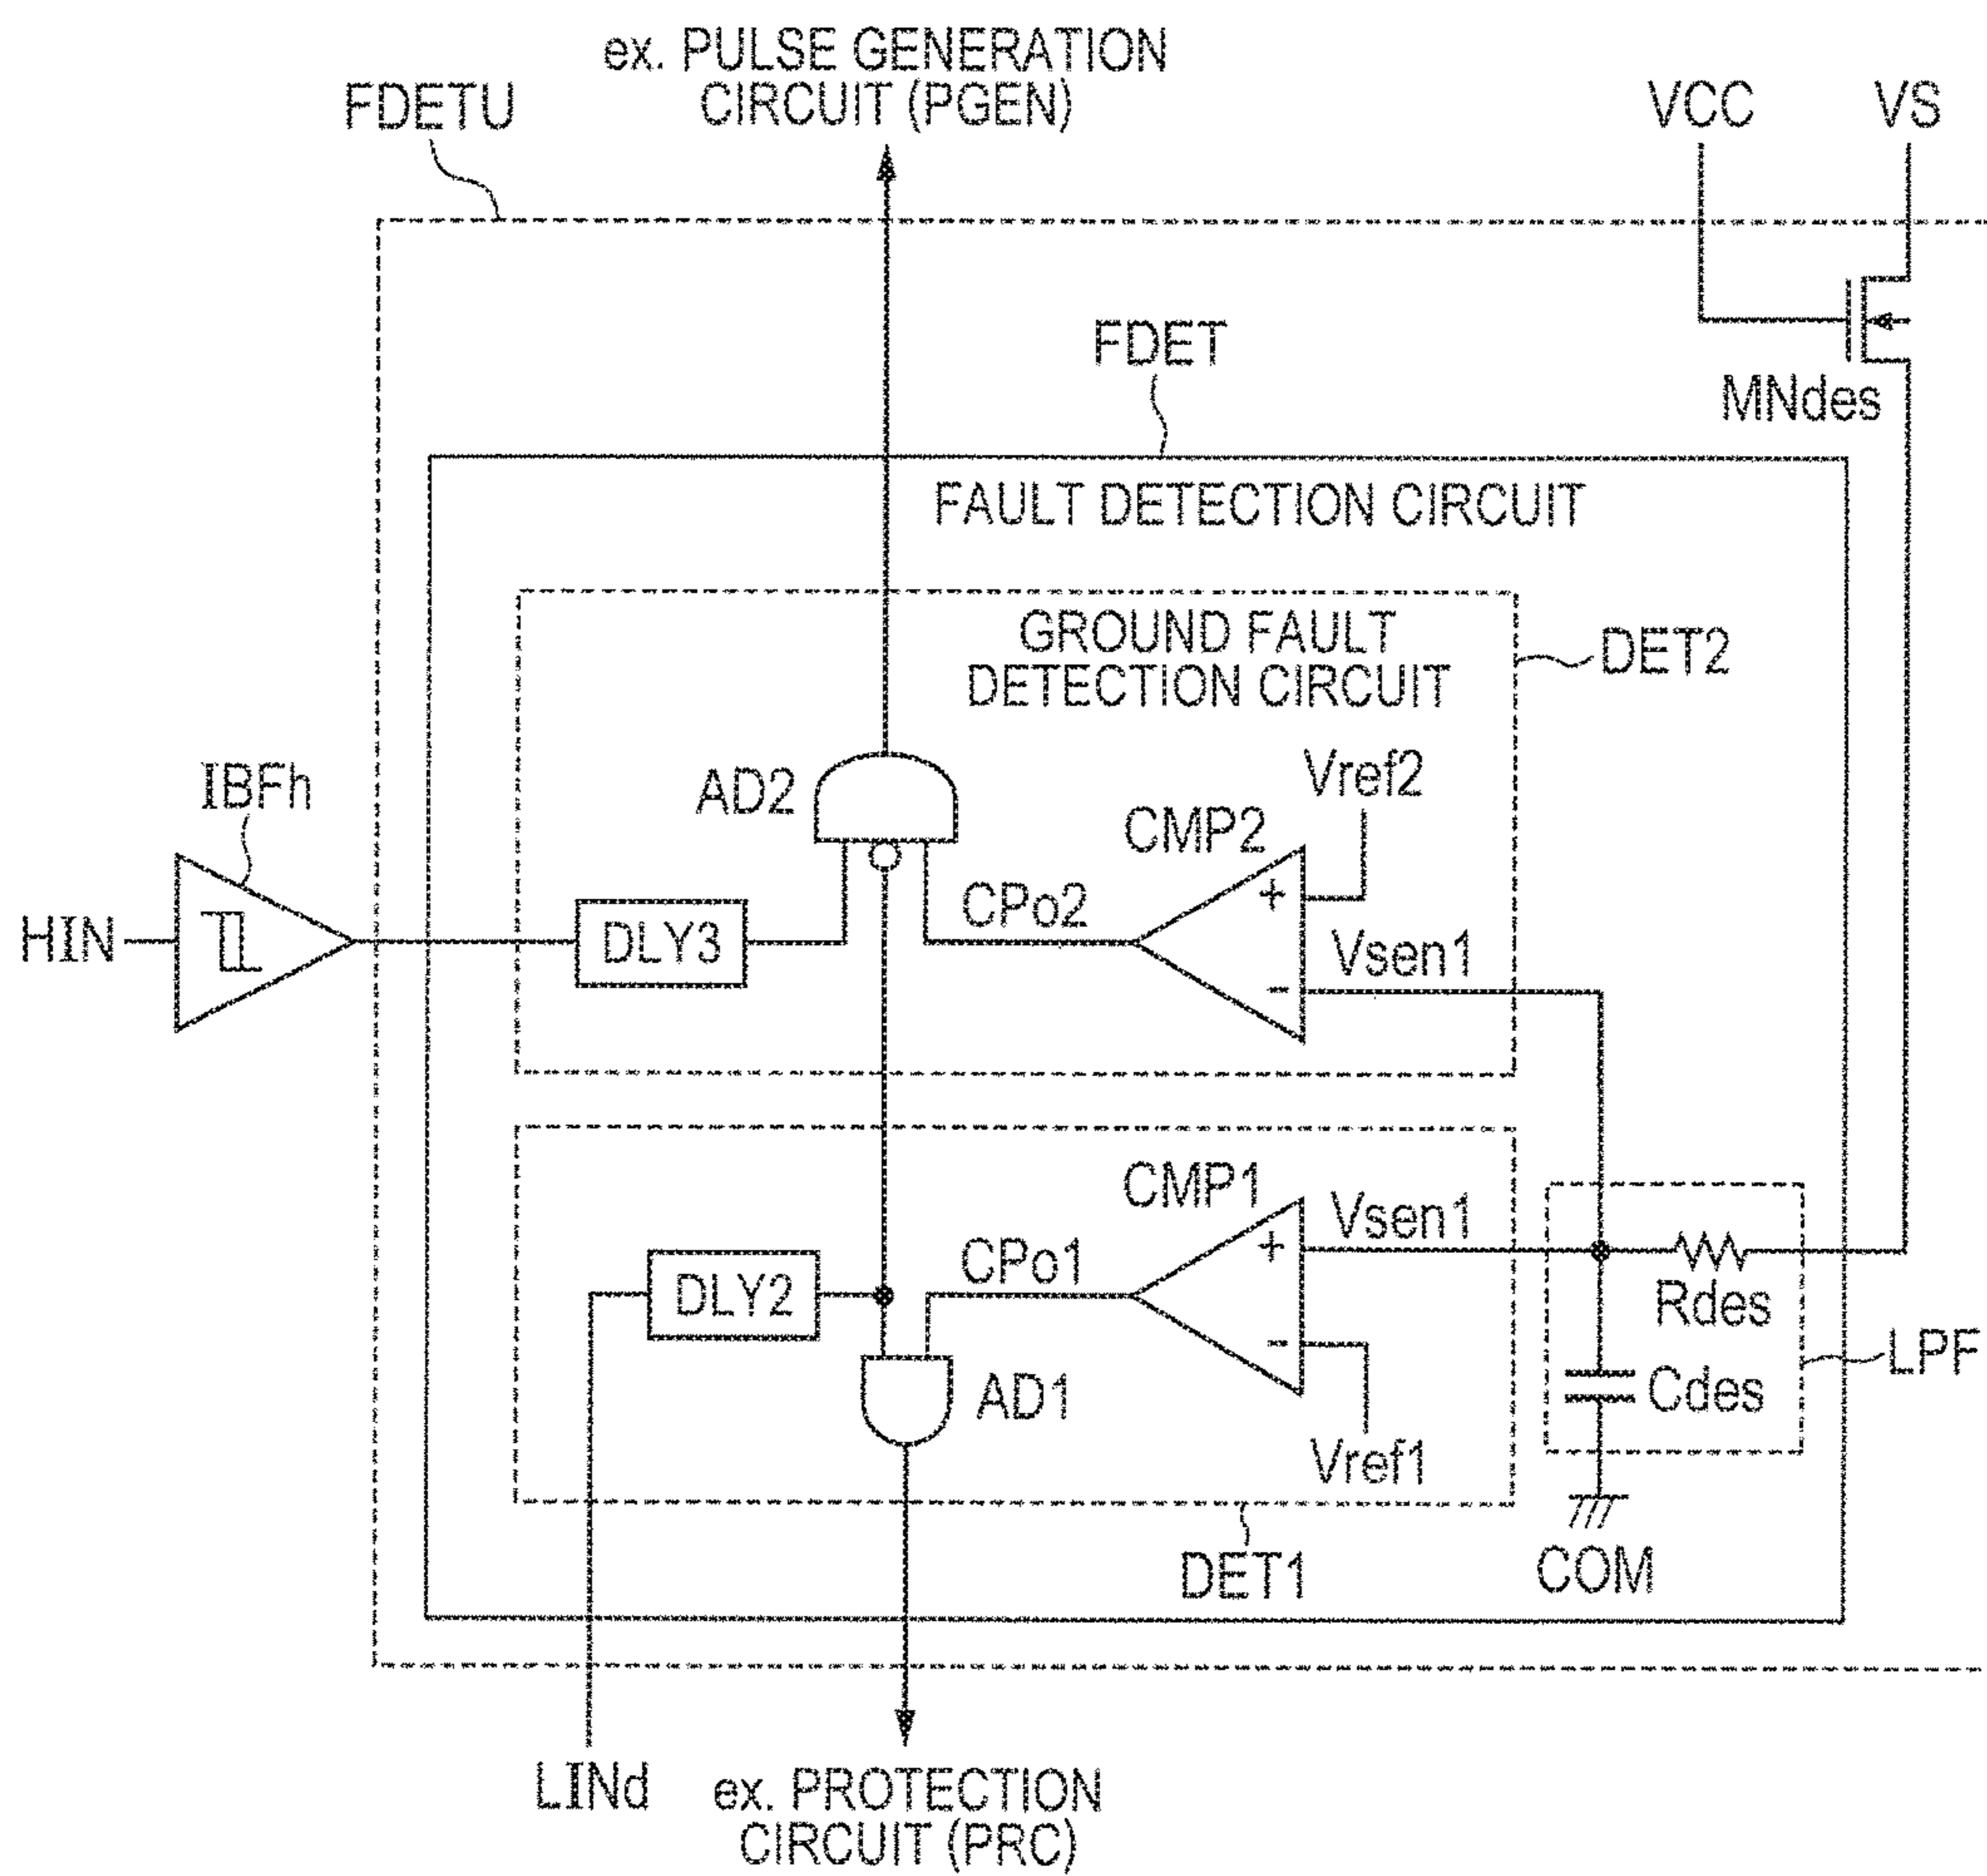 ex. PULSE GENERATION
CIRCUIT (PGEN)
FDETU
VCC
VS
FDET
MNdes
FAULT DETECTION CIRCUIT
GROUND FAULT
DETECTION CIRCUIT
DET2
IBFh
AD2
Vref2
CMP2
+
CPo2
HIN
DLY3
Vsen1
-
CMP1
Vsen1
+
CPo1
DLY2
Rdes
-
LPF
AD1
Cdes
Vref1
DET1
COM
LINd
ex. PROTECTION
CIRCUIT (PRC)